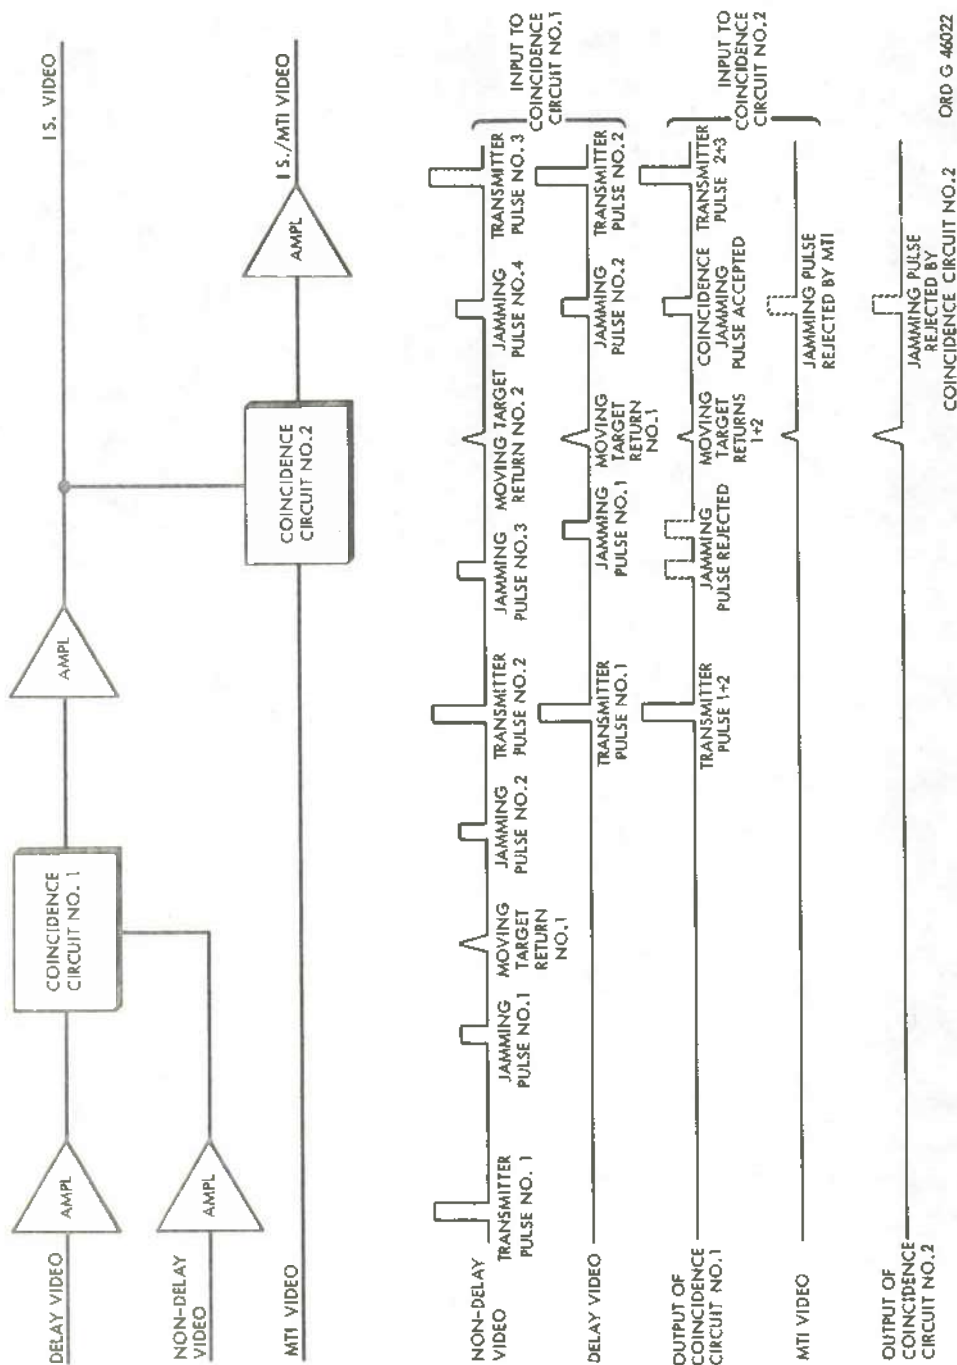 I S. VIDEO
I S./MTI VIDEO
AMPL
COINCIDENCE
CIRCUIT NO.2
AMPL
COINCIDENCE
CIRCUIT NO. 1
AMPL
AMPL
DELAY VIDEO
NON-DELAY
VIDEO
MTI VIDEO
NON-DELAY
VIDEO
TRANSMITTER
PULSE NO. 1
JAMMING
PULSE NO.1
MOVING
TARGET
RETURN
NO.1
JAMMING
PULSE NO.2
TRANSMITTER
PULSE NO.2
JAMMING
PULSE NO.3
MOVING TARGET
RETURN NO. 2
JAMMING
PULSE NO.4
TRANSMITTER
PULSE NO.3
INPUT TO
COINCIDENCE
CIRCUIT NO.1
DELAY VIDEO
TRANSMITTER
PULSE NO.1
JAMMING
PULSE NO.1
MOVING
TARGET
RETURN
NO.1
JAMMING
PULSE NO.2
TRANSMITTER
PULSE NO.2
OUTPUT OF
COINCIDENCE
CIRCUIT NO.1
TRANSMITTER
PULSE 1+2
JAMMING
PULSE REJECTED
MOVING
TARGET
RETURNS
1+2
COINCIDENCE
JAMMING
PULSE ACCEPTED
TRANSMITTER
PULSE 2+3
INPUT TO
COINCIDENCE
CIRCUIT NO.2
MTI VIDEO
JAMMING PULSE
REJECTED BY MTI
OUTPUT OF
COINCIDENCE
CIRCUIT NO.2
JAMMING PULSE
REJECTED BY
COINCIDENCE CIRCUIT NO.2
ORD G 46022